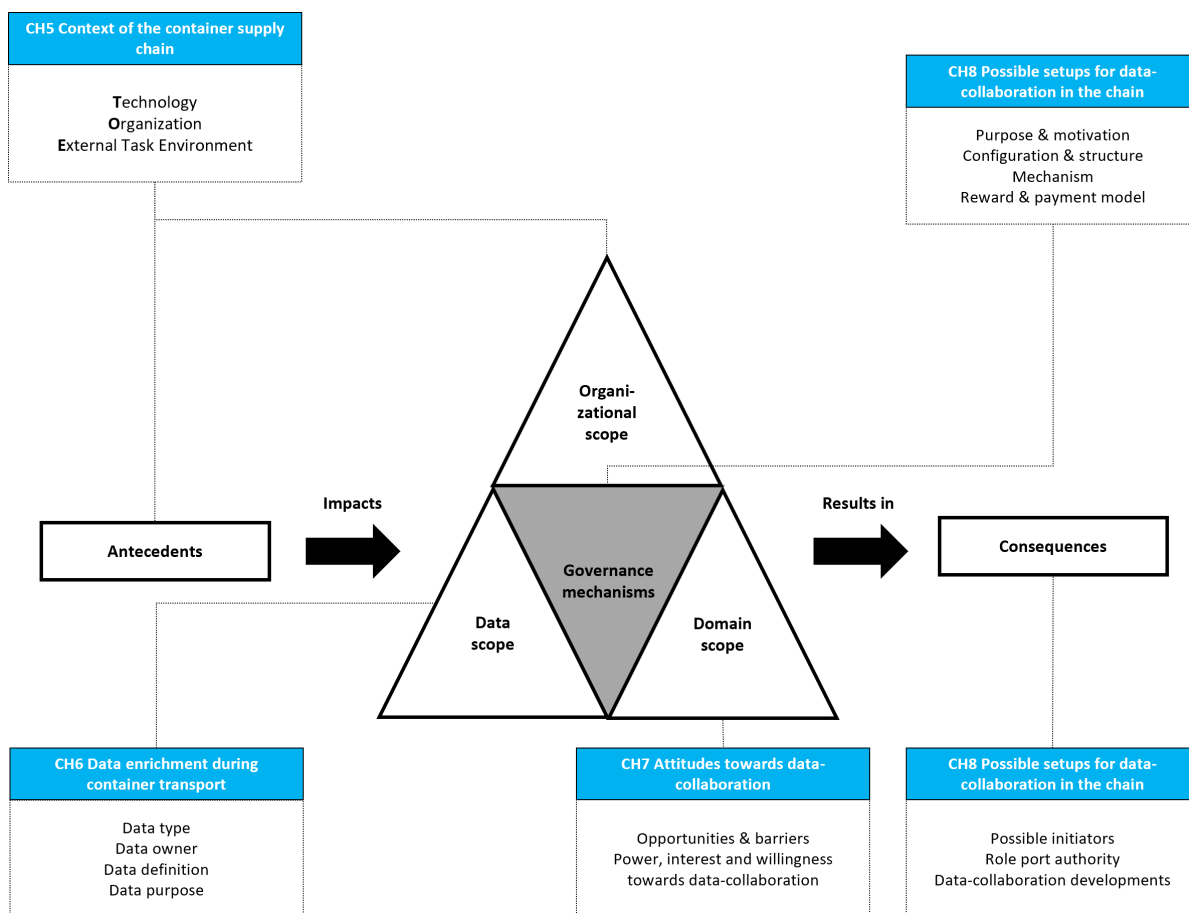 CH5 Context of the container supply
chain
Technology
Organization
External Task Environment
CH8 Possible setups for data-
collaboration in the chain
Purpose & motivation
Configuration & structure
Mechanism
Reward & payment model
Organi-
zational
scope
Impacts
Results in
Antecedents
Consequences
Governance
mechanisms
Data
scope
Domain
scope
CH6 Data enrichment during
container transport
Data type
Data owner
Data definition
Data purpose
CH7 Attitudes towards data-
collaboration
Opportunities & barriers
Power, interest and willingness
towards data-collaboration
CH8 Possible setups for data-
collaboration in the chain
Possible initiators
Role port authority
Data-collaboration developments